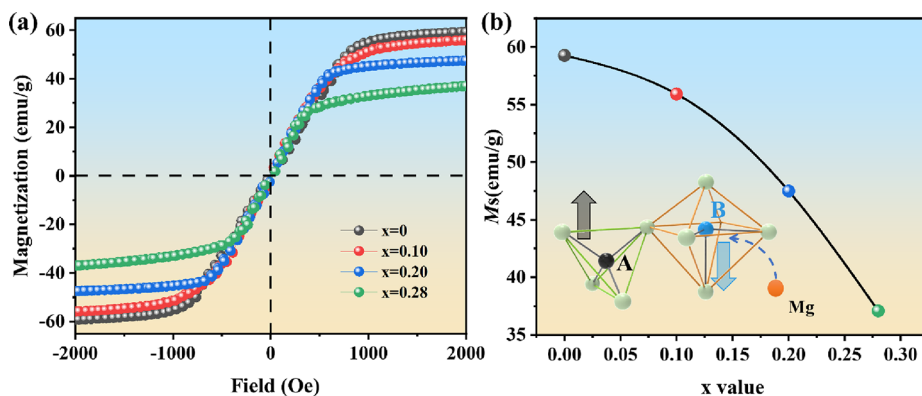 (a)
Magnetization (emu/g)
60
40
20
0
-20
-40
-60
x=0
x=0.10
x=0.20
x=0.28
-2000 -1000 0 1000 2000
Field (Oe)
(b)
Ms(emu/g)
65
60
55
50
45
40
35
A
B
Mg
0.00 0.05 0.10 0.15 0.20 0.25 0.30
x value